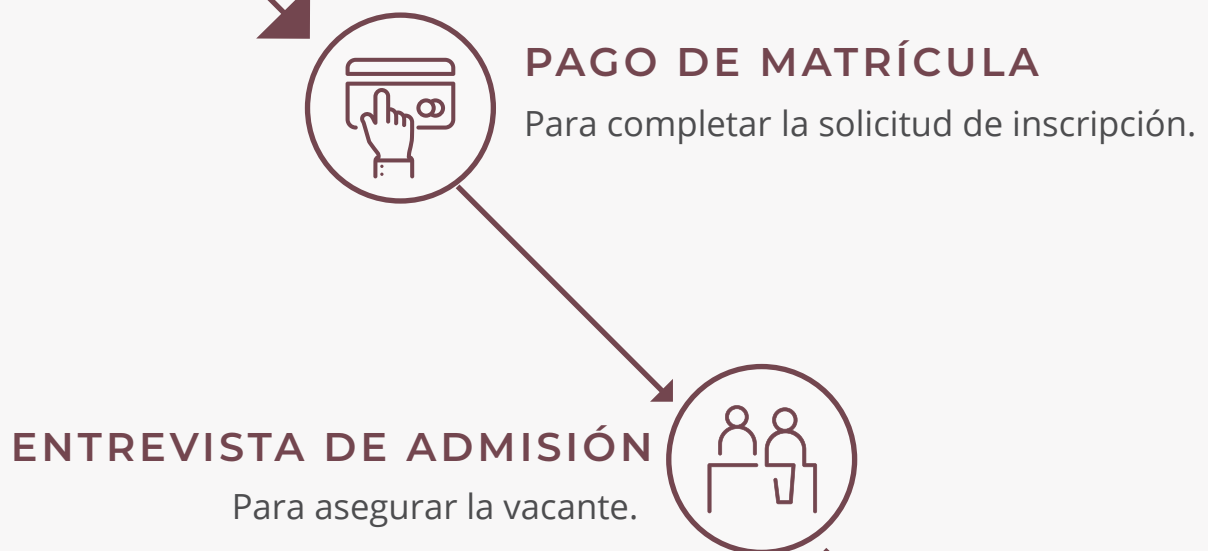 PAGO DE MATRÍCULA
Para completar la solicitud de inscripción.
ENTREVISTA DE ADMISIÓN
Para asegurar la vacante.